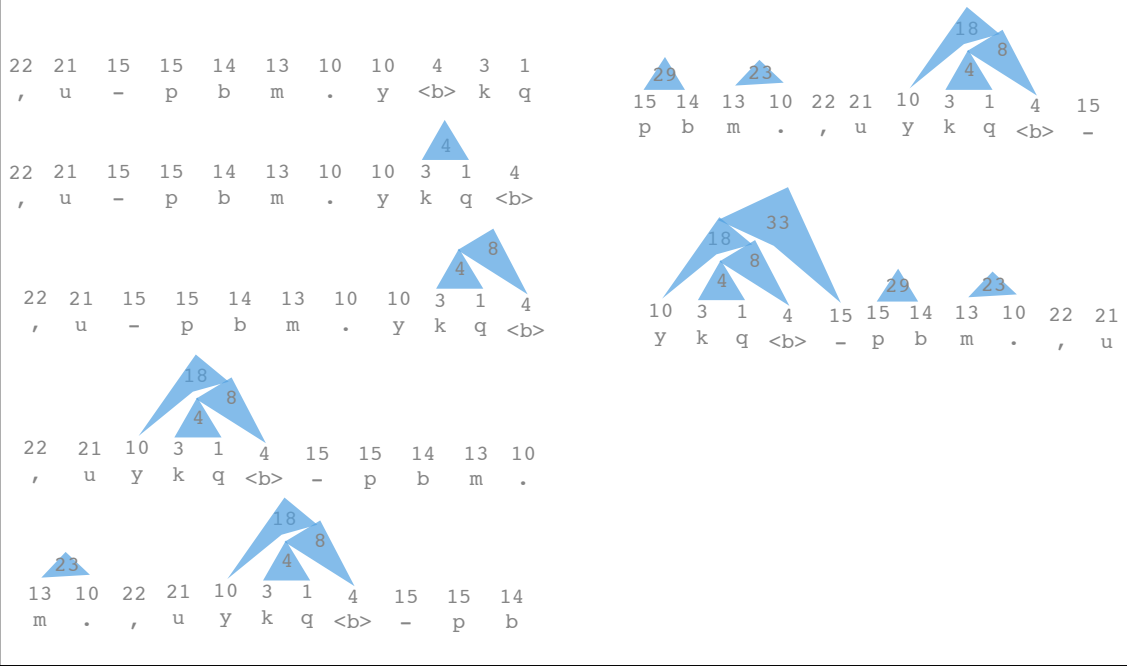 22 21 15 15 14 13 10 10 4 3 1
, u - p b m . y <b> k q
4
22 21 15 15 14 13 10 10 3 1 4
, u - p b m . y k q <b>
8
4
22 21 15 15 14 13 10 10 3 1 4
, u - p b m . y k q <b>
18
8
4
22 21 10 3 1 4 15 15 14 13 10
, u y k q <b> - p b m .
18
8
23 4
13 10 22 21 10 3 1 4 15 15 14
m . , u y k q <b> - p b
18
8
29 23 4
15 14 13 10 22 21 10 3 1 4 15
p b m . , u y k q <b> -
33
18
8
4 29 23
10 3 1 4 15 15 14 13 10 22 21
y k q <b> - p b m . , u